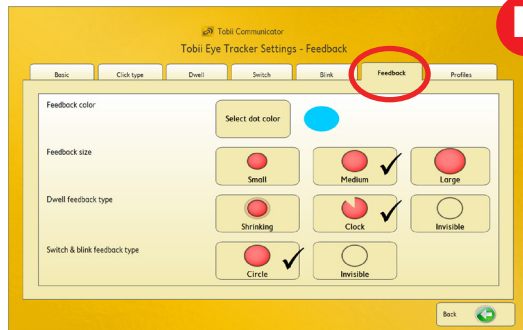 Tobii Communicator
Tobii Eye Tracker Settings - Feedback
Basic Click type Dwell Switch Blink Feedback Profiles
Feedback color
Select dot color
Feedback size
Small Medium Large
Dwell feedback type
Shrinking Clock Invisible
Switch & blink feedback type
Circle Invisible
Back